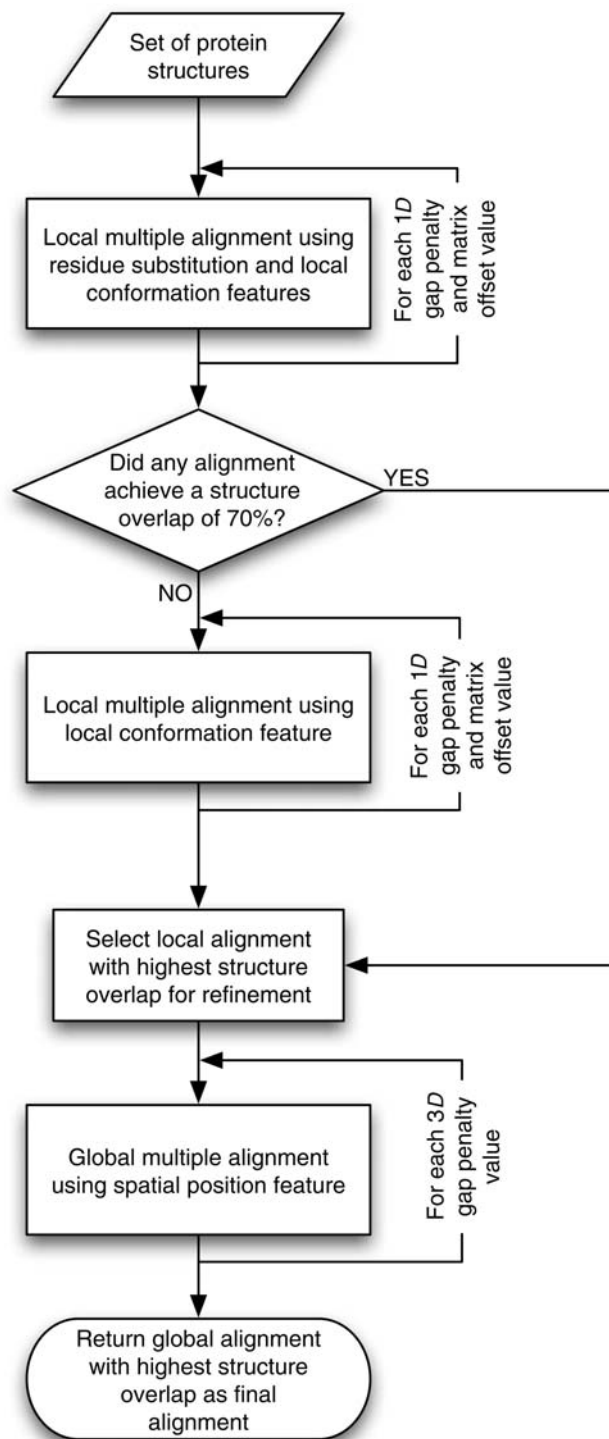 Set of protein
structures
Local multiple alignment using
residue substitution and local
conformation features
For each 1D
gap penalty
and matrix
offset value
Did any alignment
achieve a structure
overlap of 70%?
YES
NO
Local multiple alignment using
local conformation feature
For each 1D
gap penalty
and matrix
offset value
Select local alignment
with highest structure
overlap for refinement
Global multiple alignment
using spatial position feature
For each 3D
gap penalty
value
Return global alignment
with highest structure
overlap as final
alignment